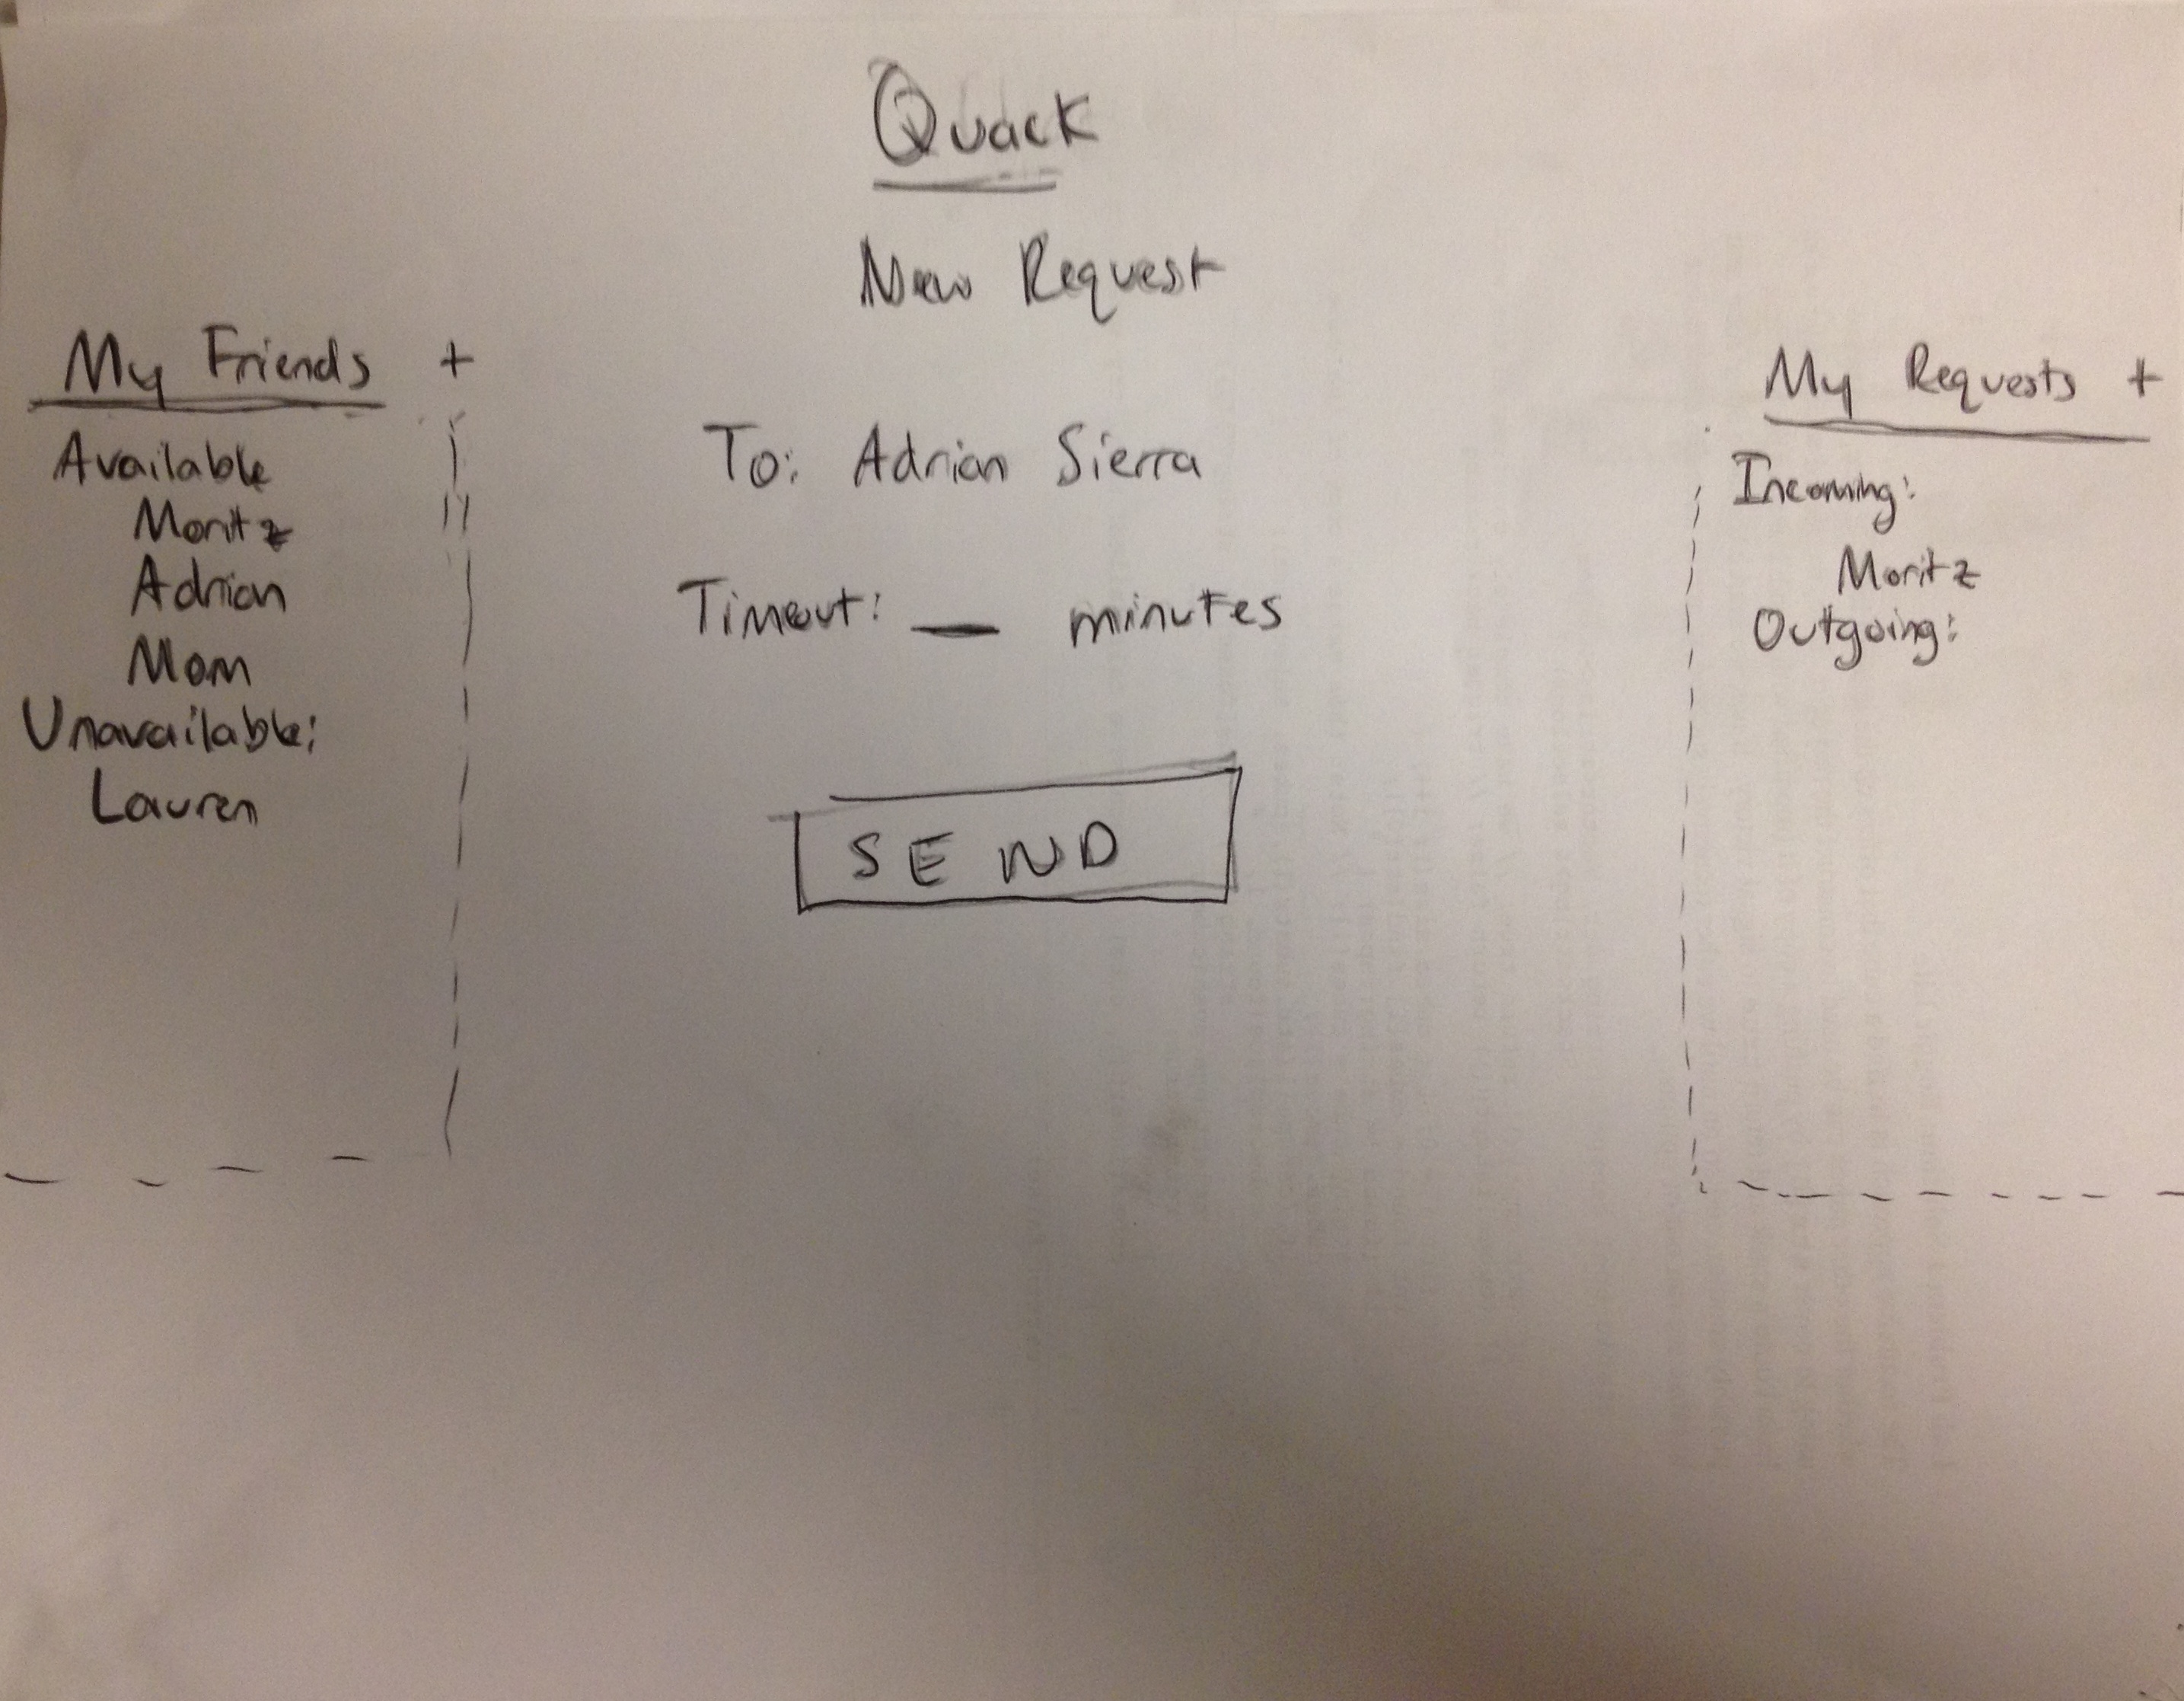 Quack
New Request
My Friends +
Available
Moritz
Adrian
Mom
Unavailable:
Lauren
To: Adrian Sierra
Timeout: __ minutes
SEND
My Requests +
Incoming:
Moritz
Outgoing: